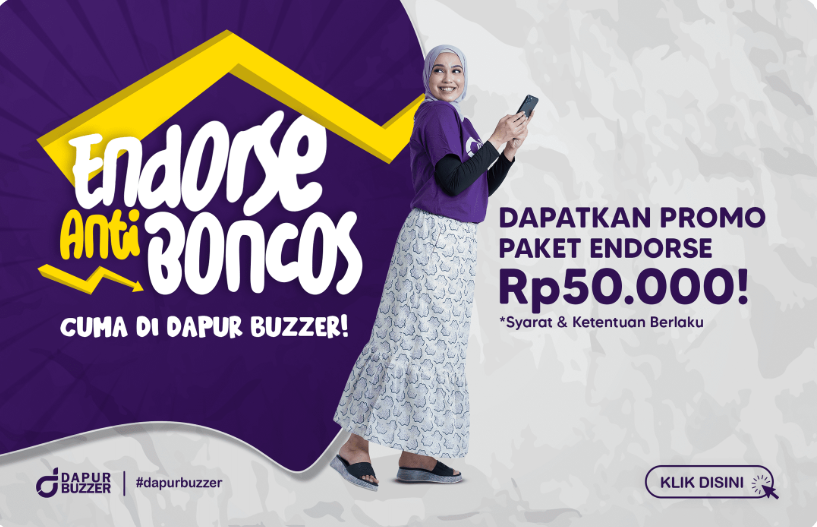 Endorse
Anti BONCOS
CUMA DI DAPUR BUZZER!
DAPATKAN PROMO
PAKET ENDORSE
Rp50.000!
*Syarat & Ketentuan Berlaku
DAPUR
BUZZER
#dapurbuzzer
KLIK DISINI